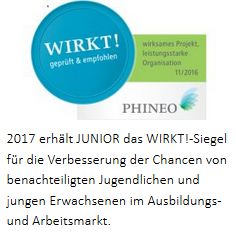 WIRKT!
geprüft & empfohlen
wirksames Projekt,
leistungsstarke
Organisation
11/2016
PHINEO
2017 erhält JUNIOR das WIRKT!-Siegel
für die Verbesserung der Chancen von
benachteiligten Jugendlichen und
jungen Erwachsenen im Ausbildungs-
und Arbeitsmarkt.